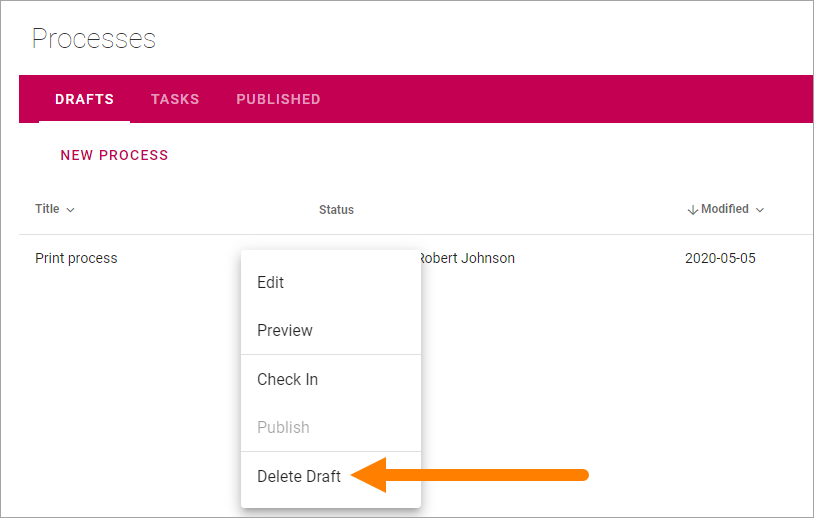 Processes
DRAFTS TASKS PUBLISHED
NEW PROCESS
Title Status Modified
Print process Robert Johnson 2020-05-05
Edit
Preview
Check In
Publish
Delete Draft